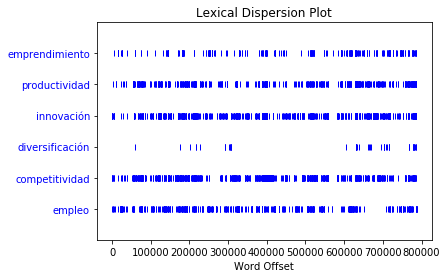 Lexical Dispersion Plot
emprendimiento
productividad
innovación
diversificación
competitividad
empleo
0 100000 200000 300000 400000 500000 600000 700000 800000
Word Offset